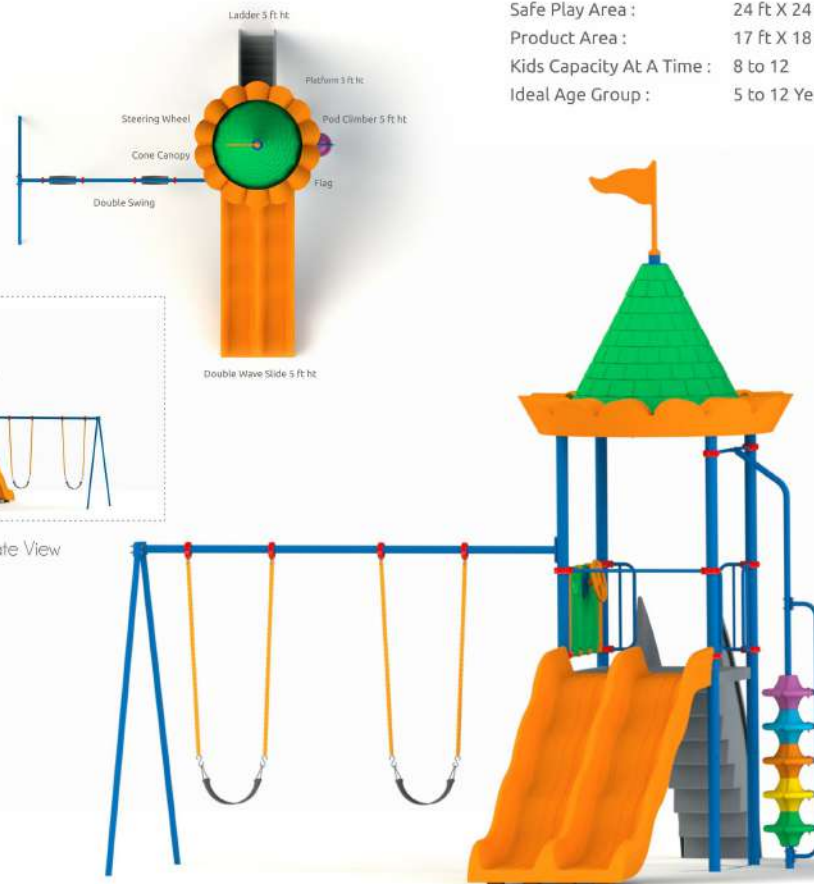 Ladder 5 ft ht
Platform 5 ft ht
Steering Wheel
Pod Climber 5 ft ht
Cone Canopy
Flag
Double Swing
Double Wave Slide 5 ft ht
Safe Play Area : 24 ft X 24
Product Area : 17 ft X 18
Kids Capacity At A Time : 8 to 12
Ideal Age Group : 5 to 12 Ye
View